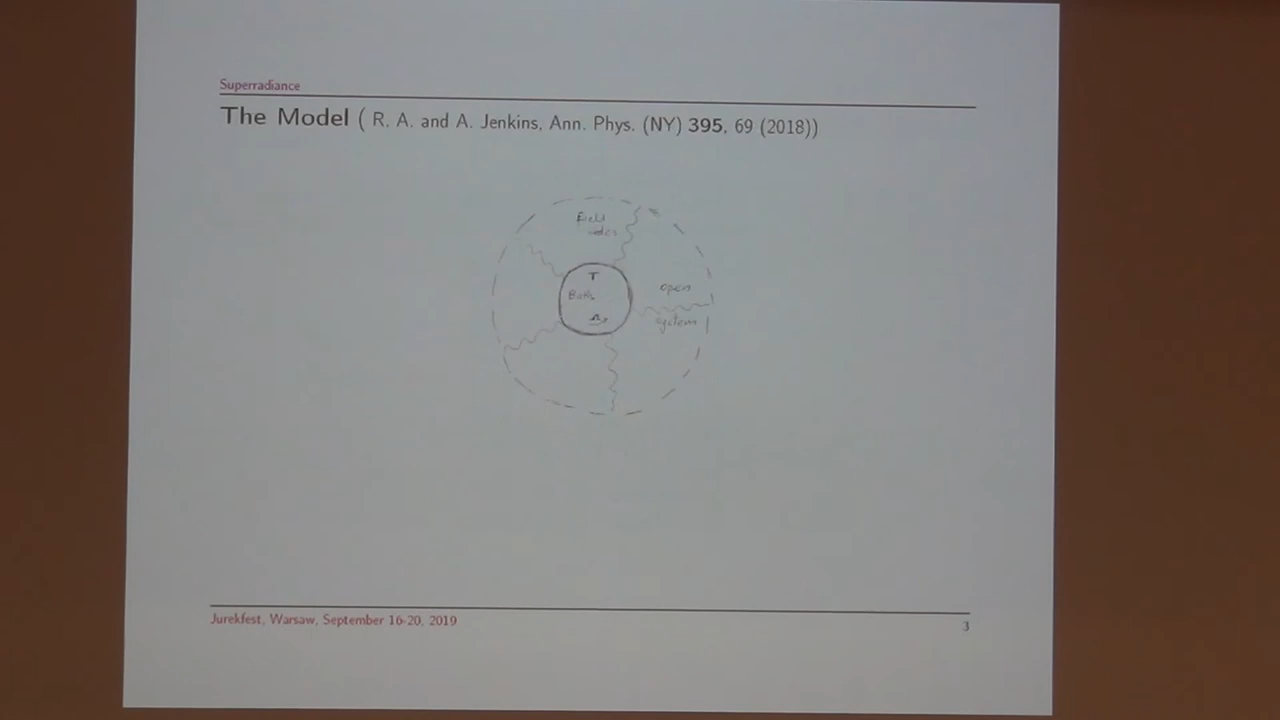 Superradiance
The Model ( R. A. and A. Jenkins, Ann. Phys. (NY) 395, 69 (2018))
field
T
open
Bath
system
Jurekfest, Warsaw, September 16-20, 2019
3